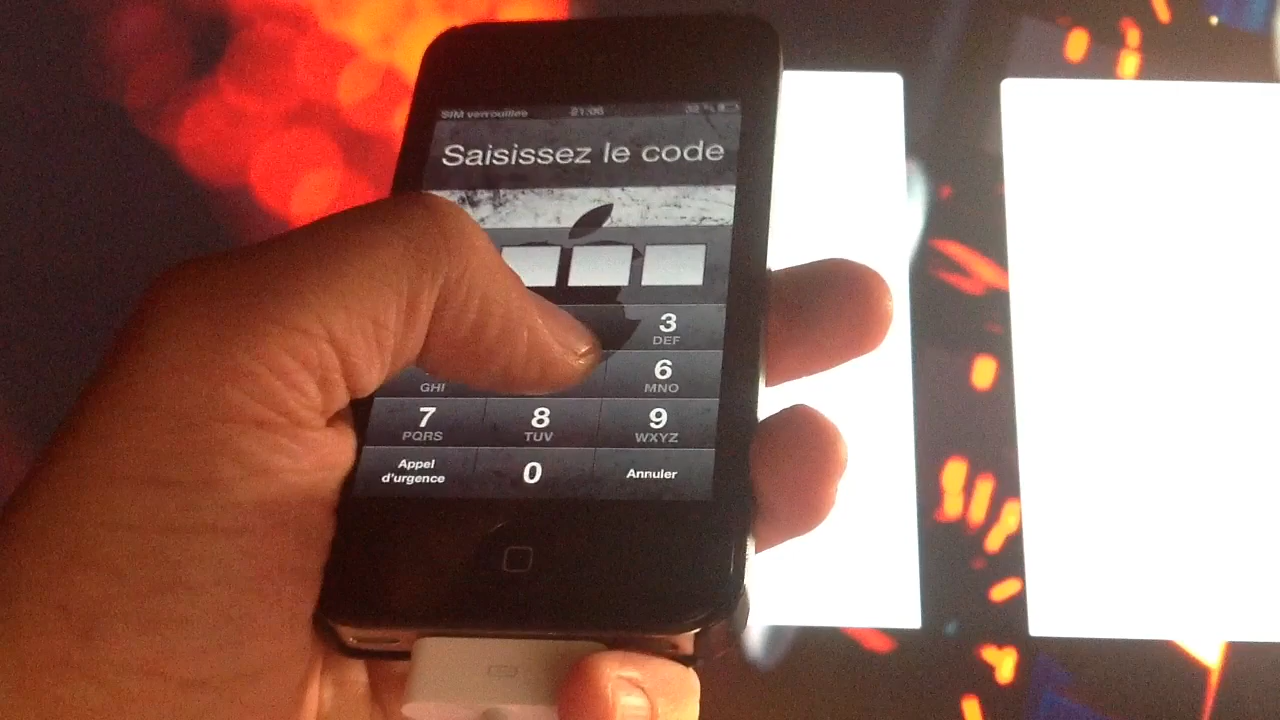 SIM verrouillée 21:06
Saisissez le code
3
DEF
GHI
6
MNO
7 8 9
PQRS TUV WXYZ
Appel
d'urgence
0
Annuler